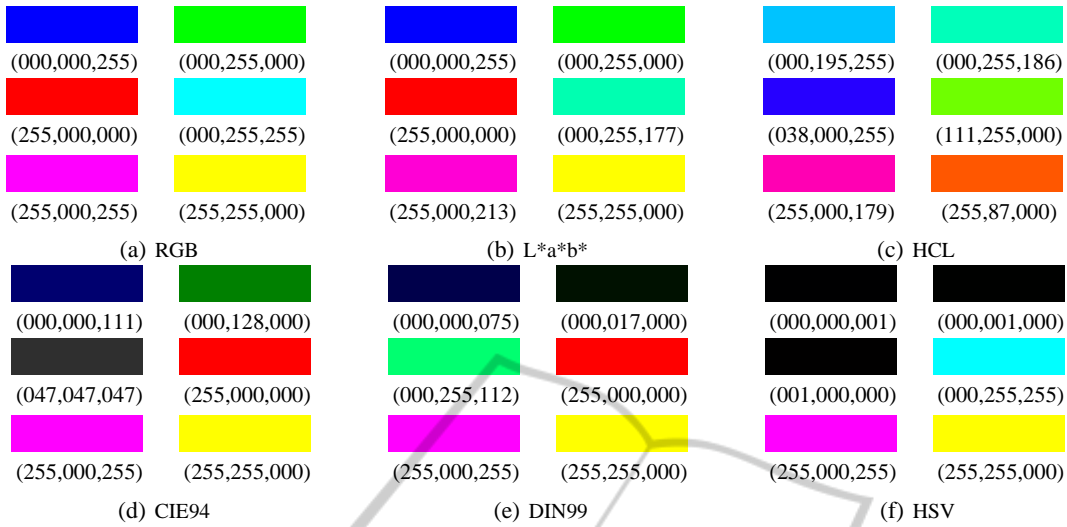 (000,000,255) (000,255,000) (000,000,255) (000,255,000) (000,195,255) (000,255,186)
(255,000,000) (000,255,255) (255,000,000) (000,255,177) (038,000,255) (111,255,000)
(255,000,255) (255,255,000) (255,000,213) (255,255,000) (255,000,179) (255,87,000)
(a) RGB (b) L*a*b* (c) HCL
(000,000,111) (000,128,000) (000,000,075) (000,017,000) (000,000,001) (000,001,000)
(047,047,047) (255,000,000) (000,255,112) (255,000,000) (001,000,000) (000,255,255)
(255,000,255) (255,255,000) (255,000,255) (255,255,000) (255,000,255) (255,255,000)
(d) CIE94 (e) DIN99 (f) HSV